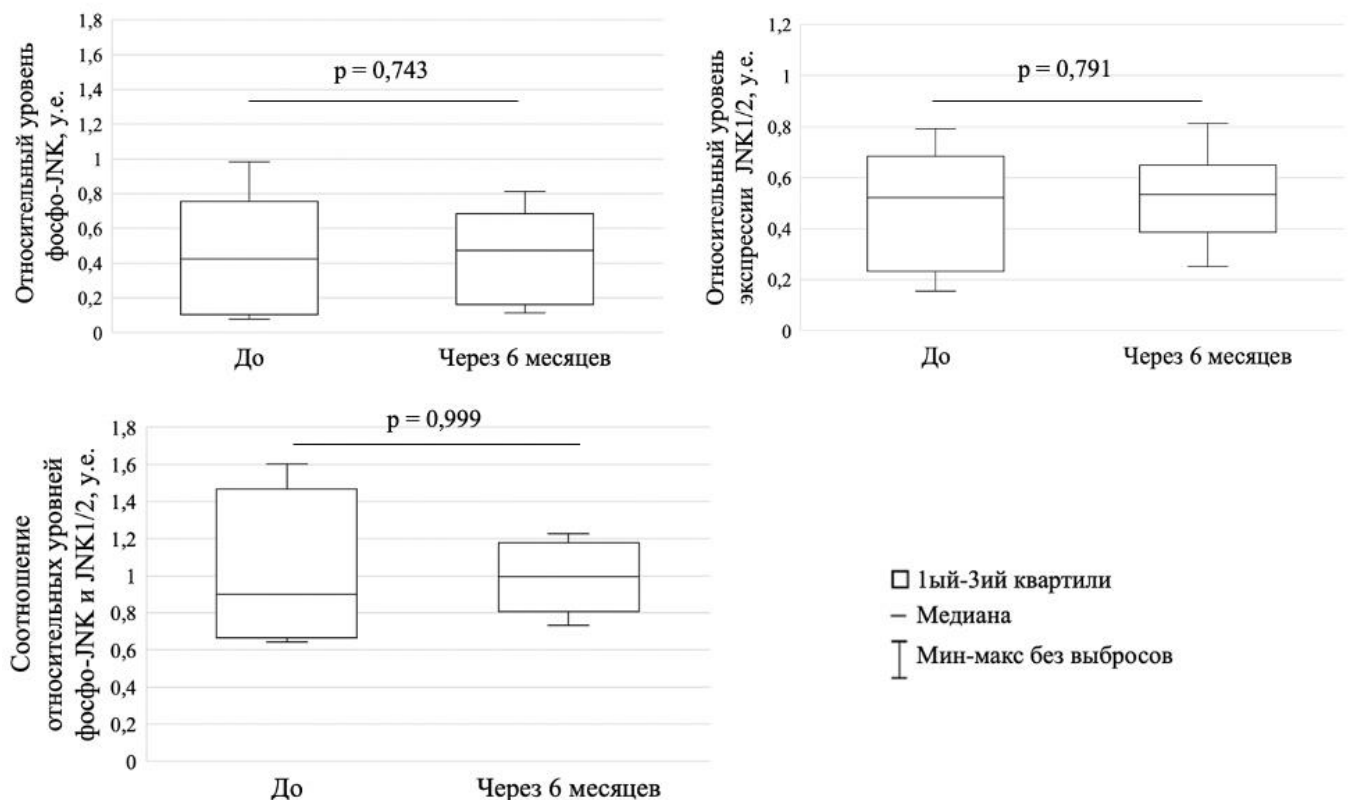 Относительный уровень
фосфо-JNK, у.е.
1,8
1,6
1,4
1,2
1
0,8
0,6
0,4
0,2
0
p = 0,743
До
Через 6 месяцев
Относительный уровень
экспрессии JNK1/2, у.е.
1,2
1
0,8
0,6
0,4
0,2
0
p = 0,791
До
Через 6 месяцев
Соотношение
относительных уровней
фосфо-JNK и JNK1/2, у.е.
1,8
1,6
1,4
1,2
1
0,8
0,6
0,4
0,2
0
p = 0,999
До
Через 6 месяцев
1ый-3ий квартили
Медиана
Мин-макс без выбросов